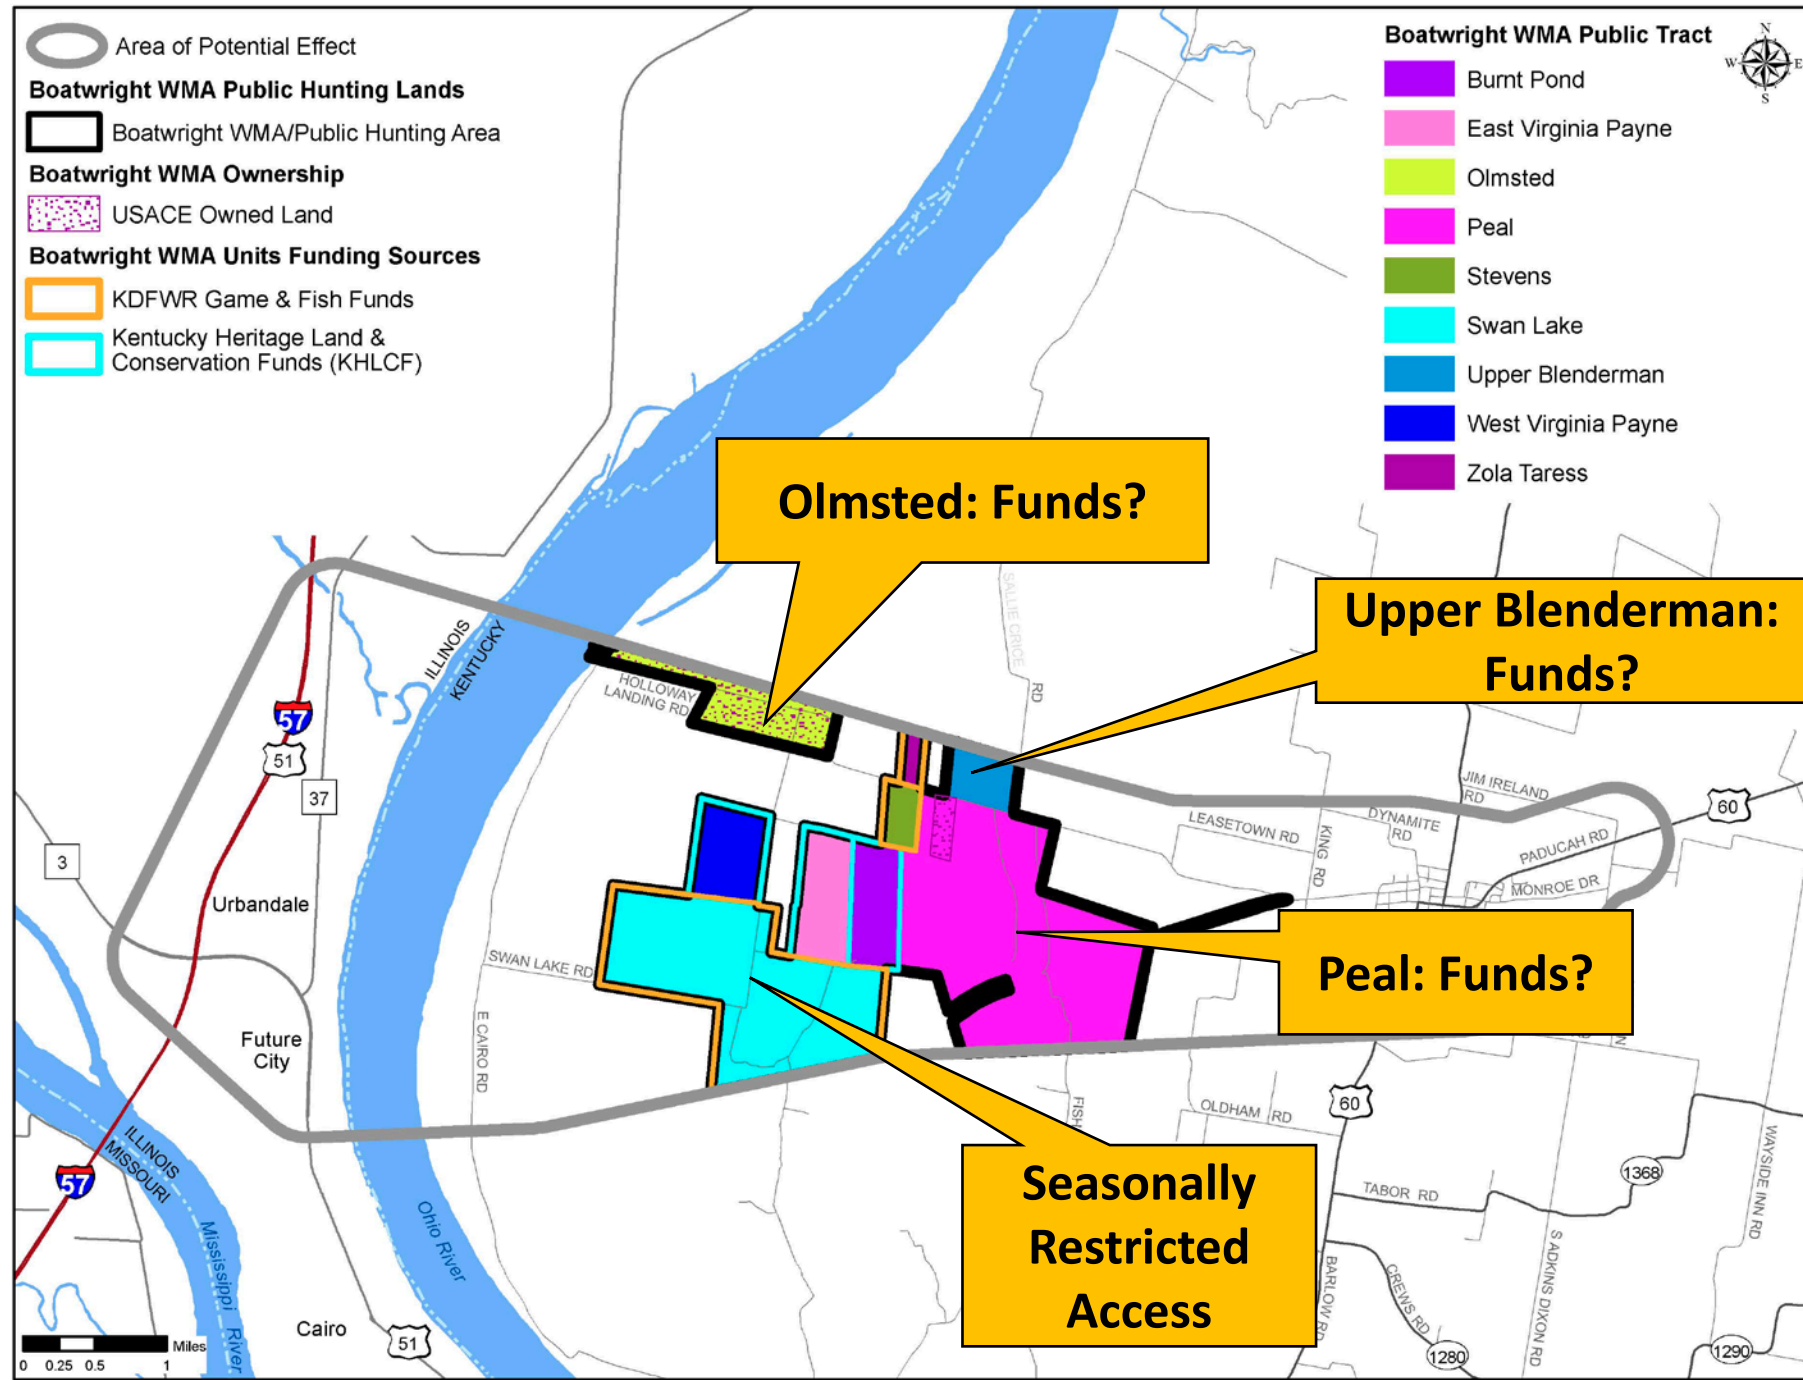 Area of Potential Effect
Boatwright WMA Public Hunting Lands
Boatwright WMA/Public Hunting Area
Boatwright WMA Ownership
USACE Owned Land
Boatwright WMA Units Funding Sources
KDFWR Game & Fish Funds
Kentucky Heritage Land &
Conservation Funds (KHLCF)
Boatwright WMA Public Tract
Burnt Pond
East Virginia Payne
Olmsted
Peal
Stevens
Swan Lake
Upper Blenderman
West Virginia Payne
Zola Taress
N
W
E
S
Olmsted: Funds?
Upper Blenderman:
Funds?
Peal: Funds?
Seasonally
Restricted
Access
SALLIE CRICE
RD
ILLINOIS
KENTUCKY
HOLLOWAY
LANDING RD
57
51
37
3
Urbandale
Future
City
SWAN LAKE RD
E CAIRO RD
JIM IRELAND
RD
DYNAMITE
RD
LEASETOWN RD
KING RD
PADUCAH RD
MONROE DR
60
FISH
OLDHAM RD
60
TABOR RD
1368
WAYSIDE INN RD
S ADKINS DIXON RD
N
BARLOW RD
CREWS RD
1280
1290
ILLINOIS
MISSOURI
57
Mississippi
River
Ohio River
Cairo
51
Miles
0 0.25 0.5 1